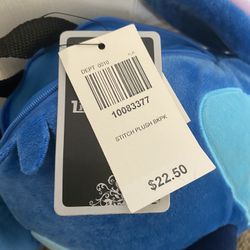 DEPT 0010
10083377
STITCH PLUSH BKPK
$22.50